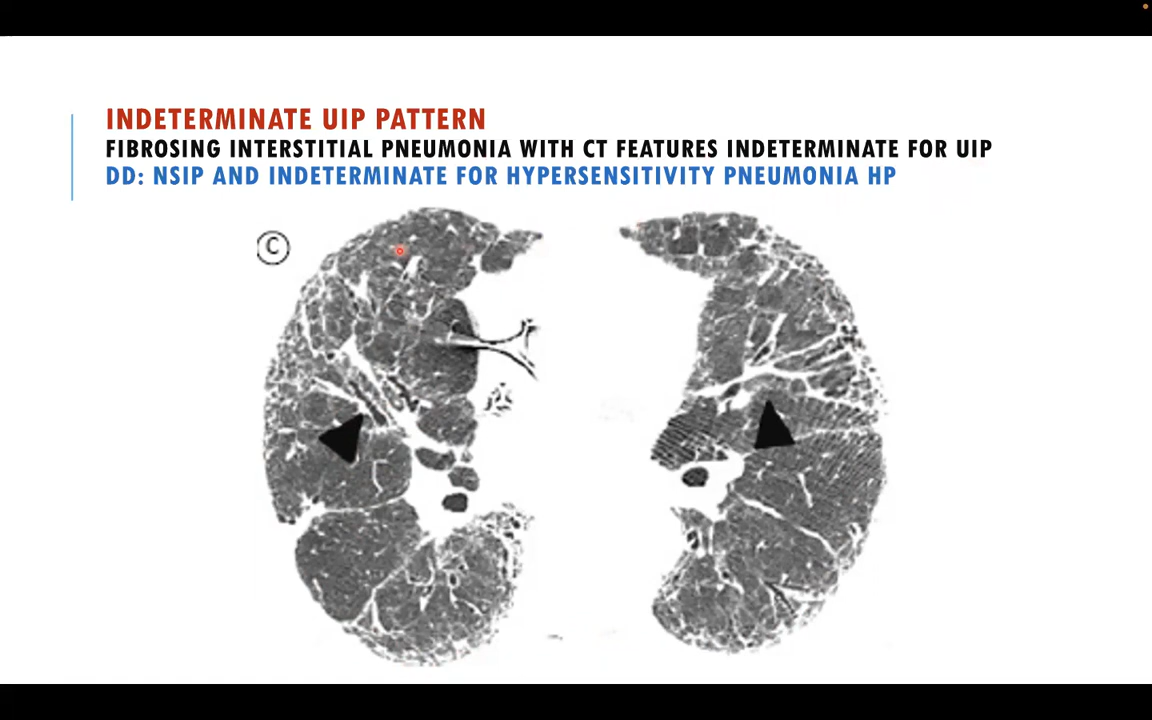 INDETERMINATE UIP PATTERN
FIBROSING INTERSTITIAL PNEUMONIA WITH CT FEATURES INDETERMINATE FOR UIP
DD: NSIP AND INDETERMINATE FOR HYPERSENSITIVITY PNEUMONIA HP
C